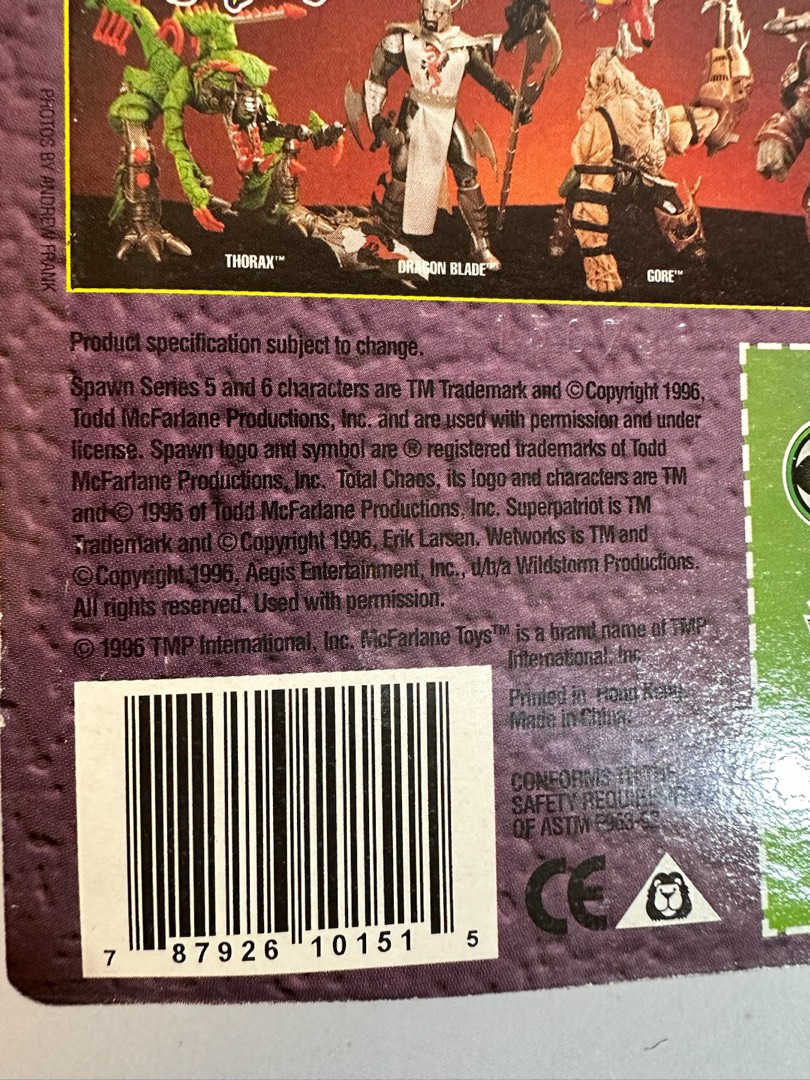 PHOTOS BY ANDREW FRANK
THORAX™
DRAGON BLADE™
GORE™
Product specification subject to change.
Spawn Series 5 and 6 characters are TM Trademark and ©Copyright 1996,
Todd McFarlane Productions, Inc. and are used with permission and under
license. Spawn logo and symbol are ® registered trademarks of Todd
McFarlane Productions, Inc. Total Chaos, its logo and characters are TM
and © 1996 of Todd McFarlane Productions, Inc. Superpatriot is TM
Trademark and ©Copyright 1996, Erik Larsen. Wetworks is TM and
©Copyright 1996, Aegis Entertainment, Inc., d/b/a Wildstorm Productions.
All rights reserved. Used with permission.
© 1996 TMP International, Inc. McFarlane Toys™ is a brand name of TMP
International, Inc.
Printed in Hong Kong.
Made in China.
CONFORMS TO THE
SAFETY REQUIREMENTS
OF ASTM
CE
7 87926 10151 5